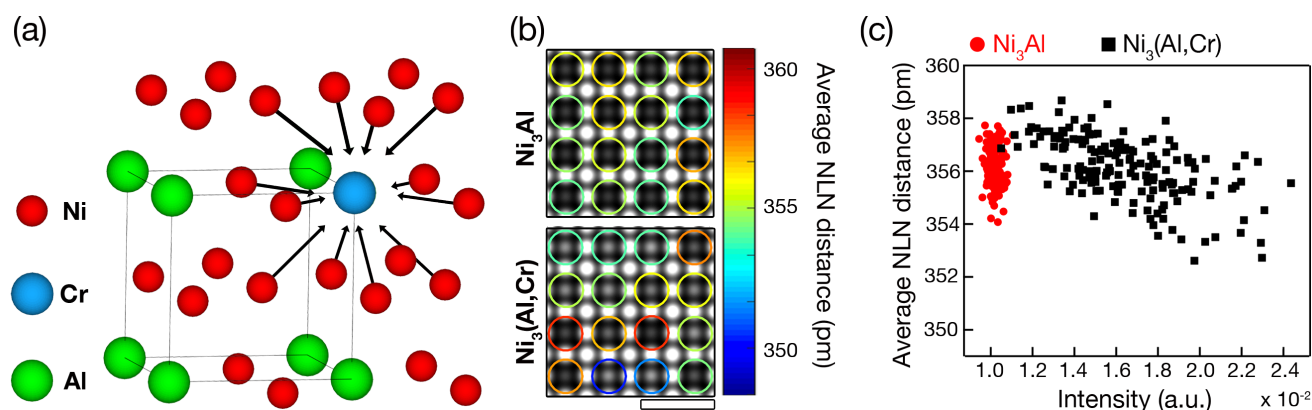 (a)
Ni
Cr
Al
(b)
Ni₃Al
Ni₃(Al,Cr)
360
355
350
Average NLN distance (pm)
(c)
Ni₃Al
Ni₃(Al,Cr)
Average NLN distance (pm)
360
358
356
354
352
350
1.0 1.2 1.4 1.6 1.8 2.0 2.2 2.4
Intensity (a.u.)
x 10⁻²